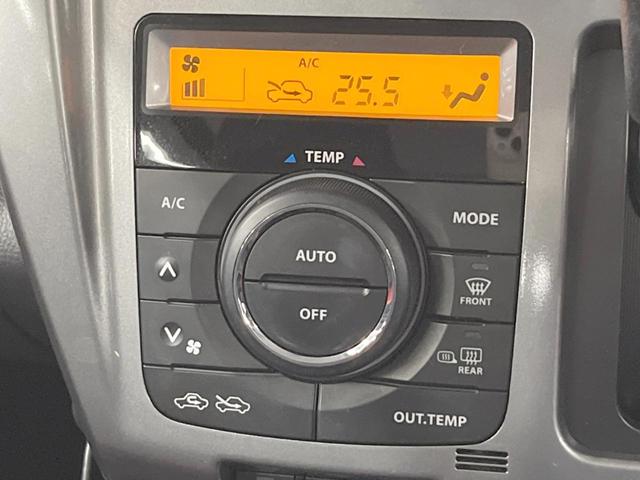 A/C
25.5
TEMP
A/C
MODE
AUTO
OFF
FRONT
REAR
OUT.TEMP